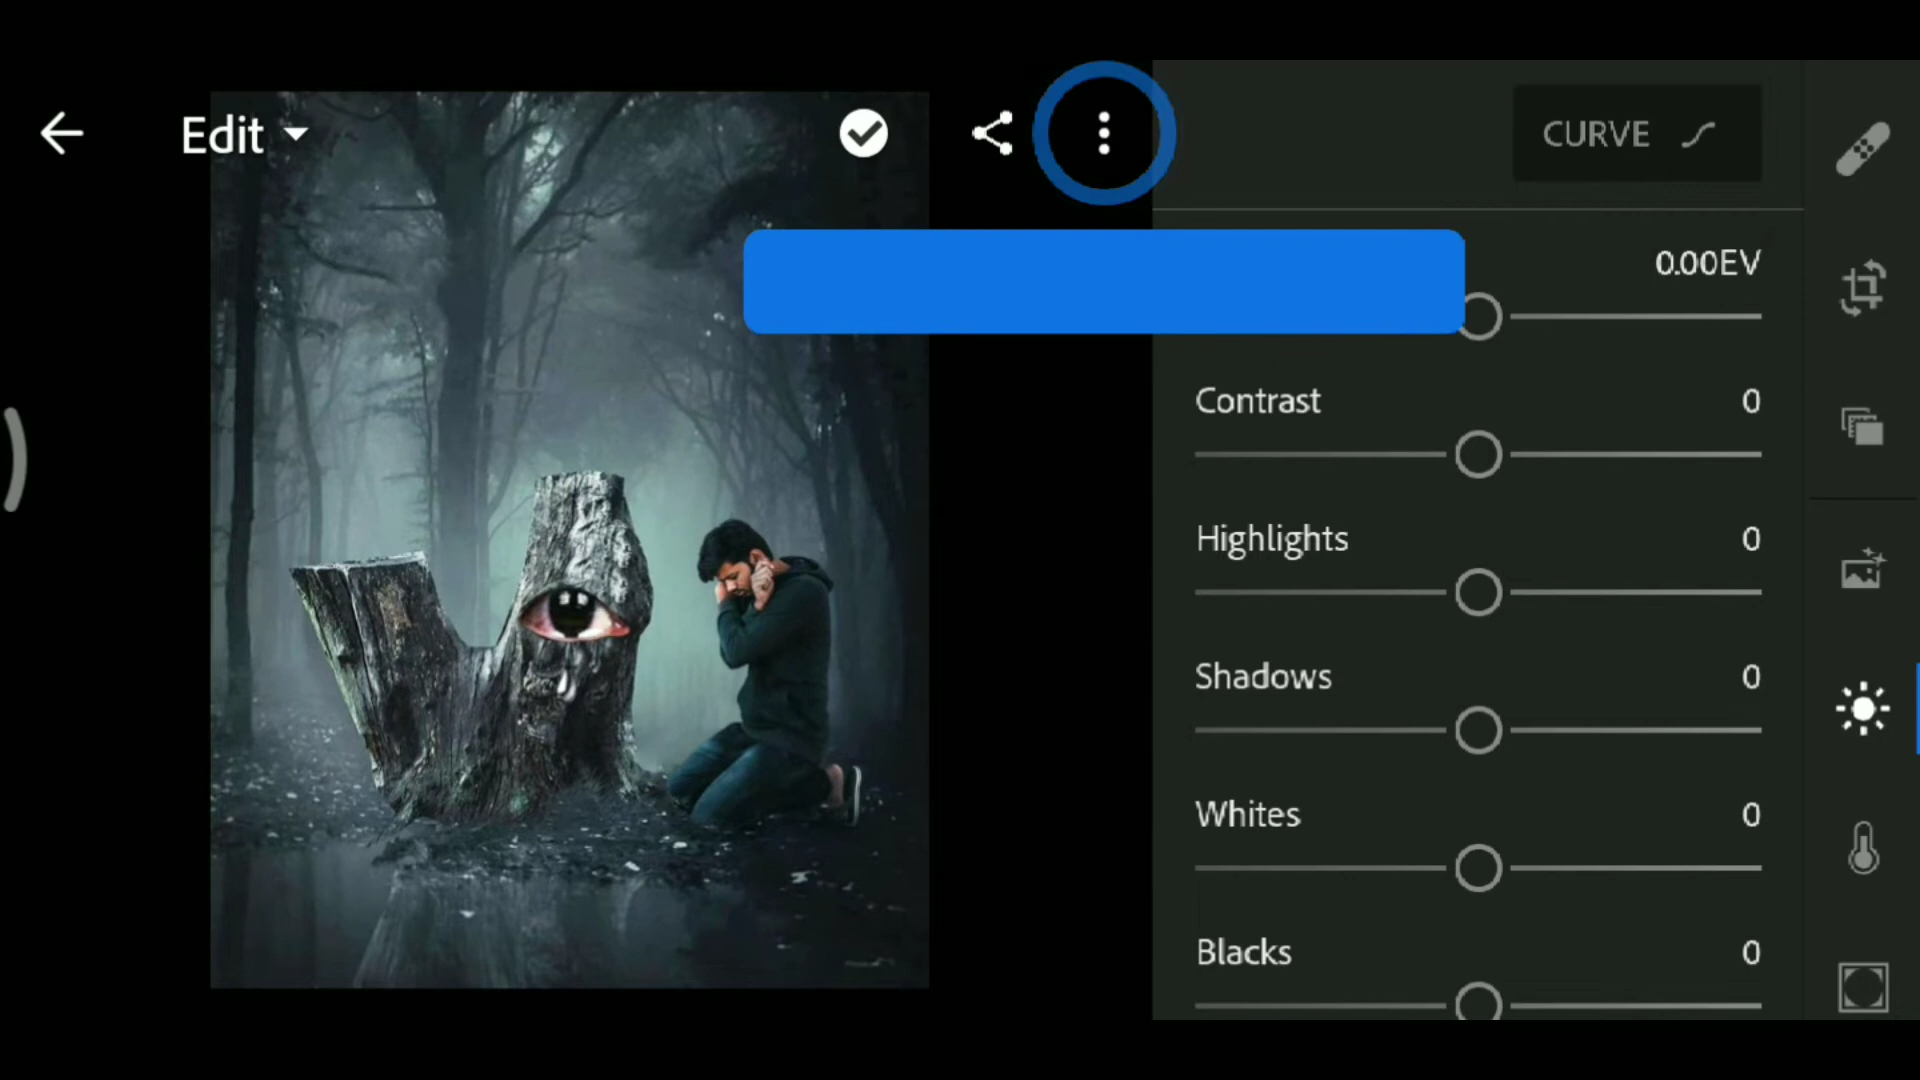 Edit
CURVE
0.00EV
Contrast 0
Highlights 0
Shadows 0
Whites 0
Blacks 0